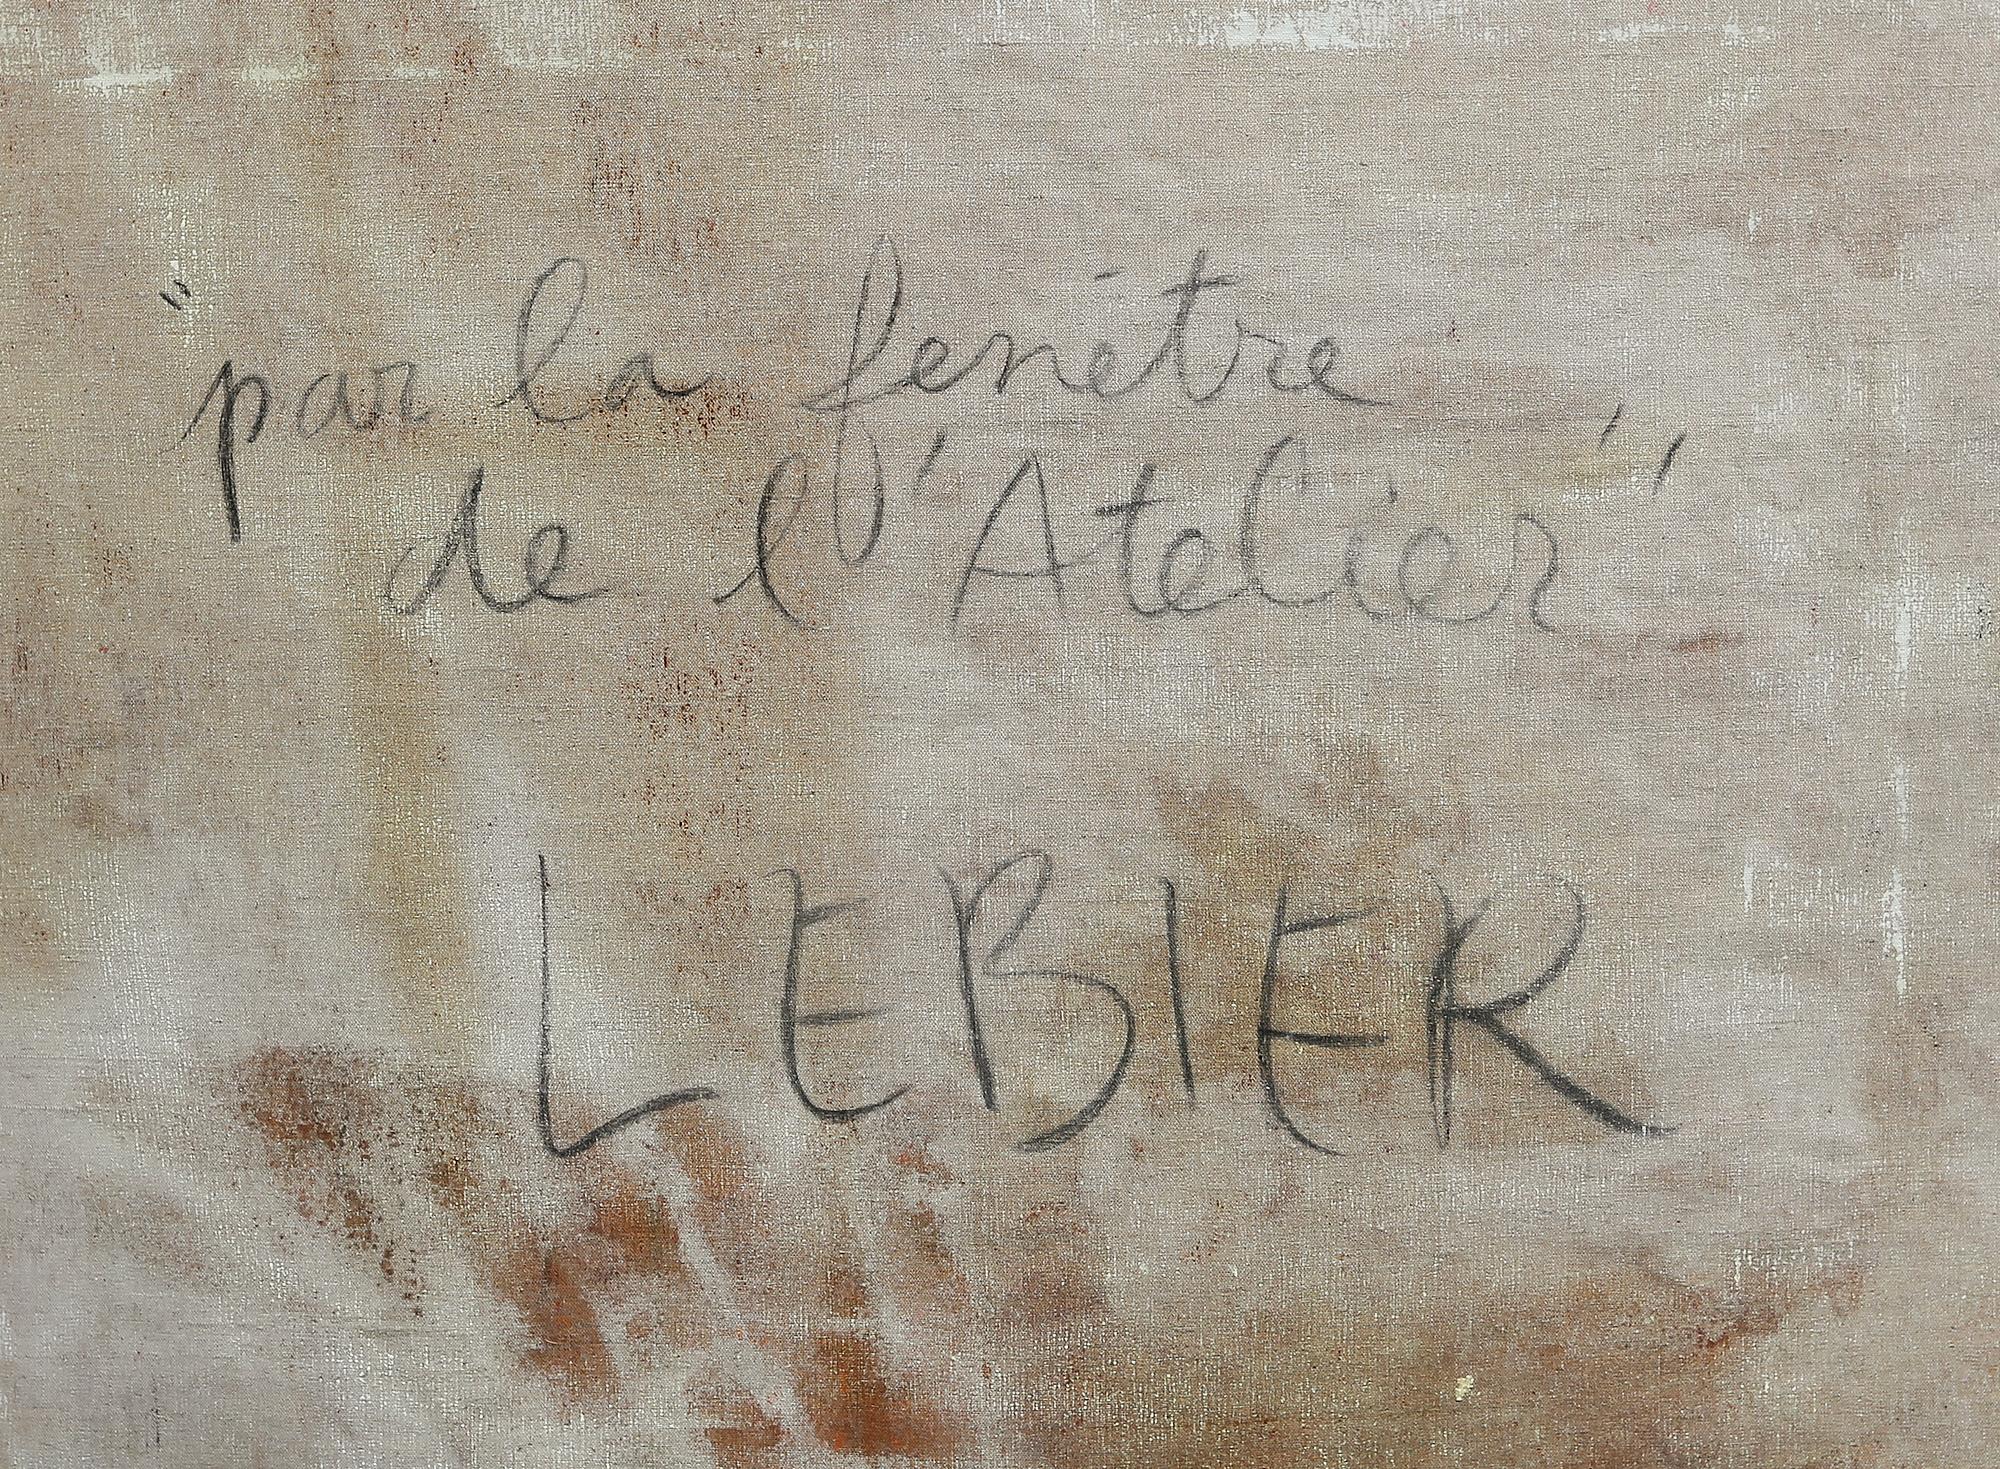 "par la fenêtre
de l'Atelier"
LEBIER